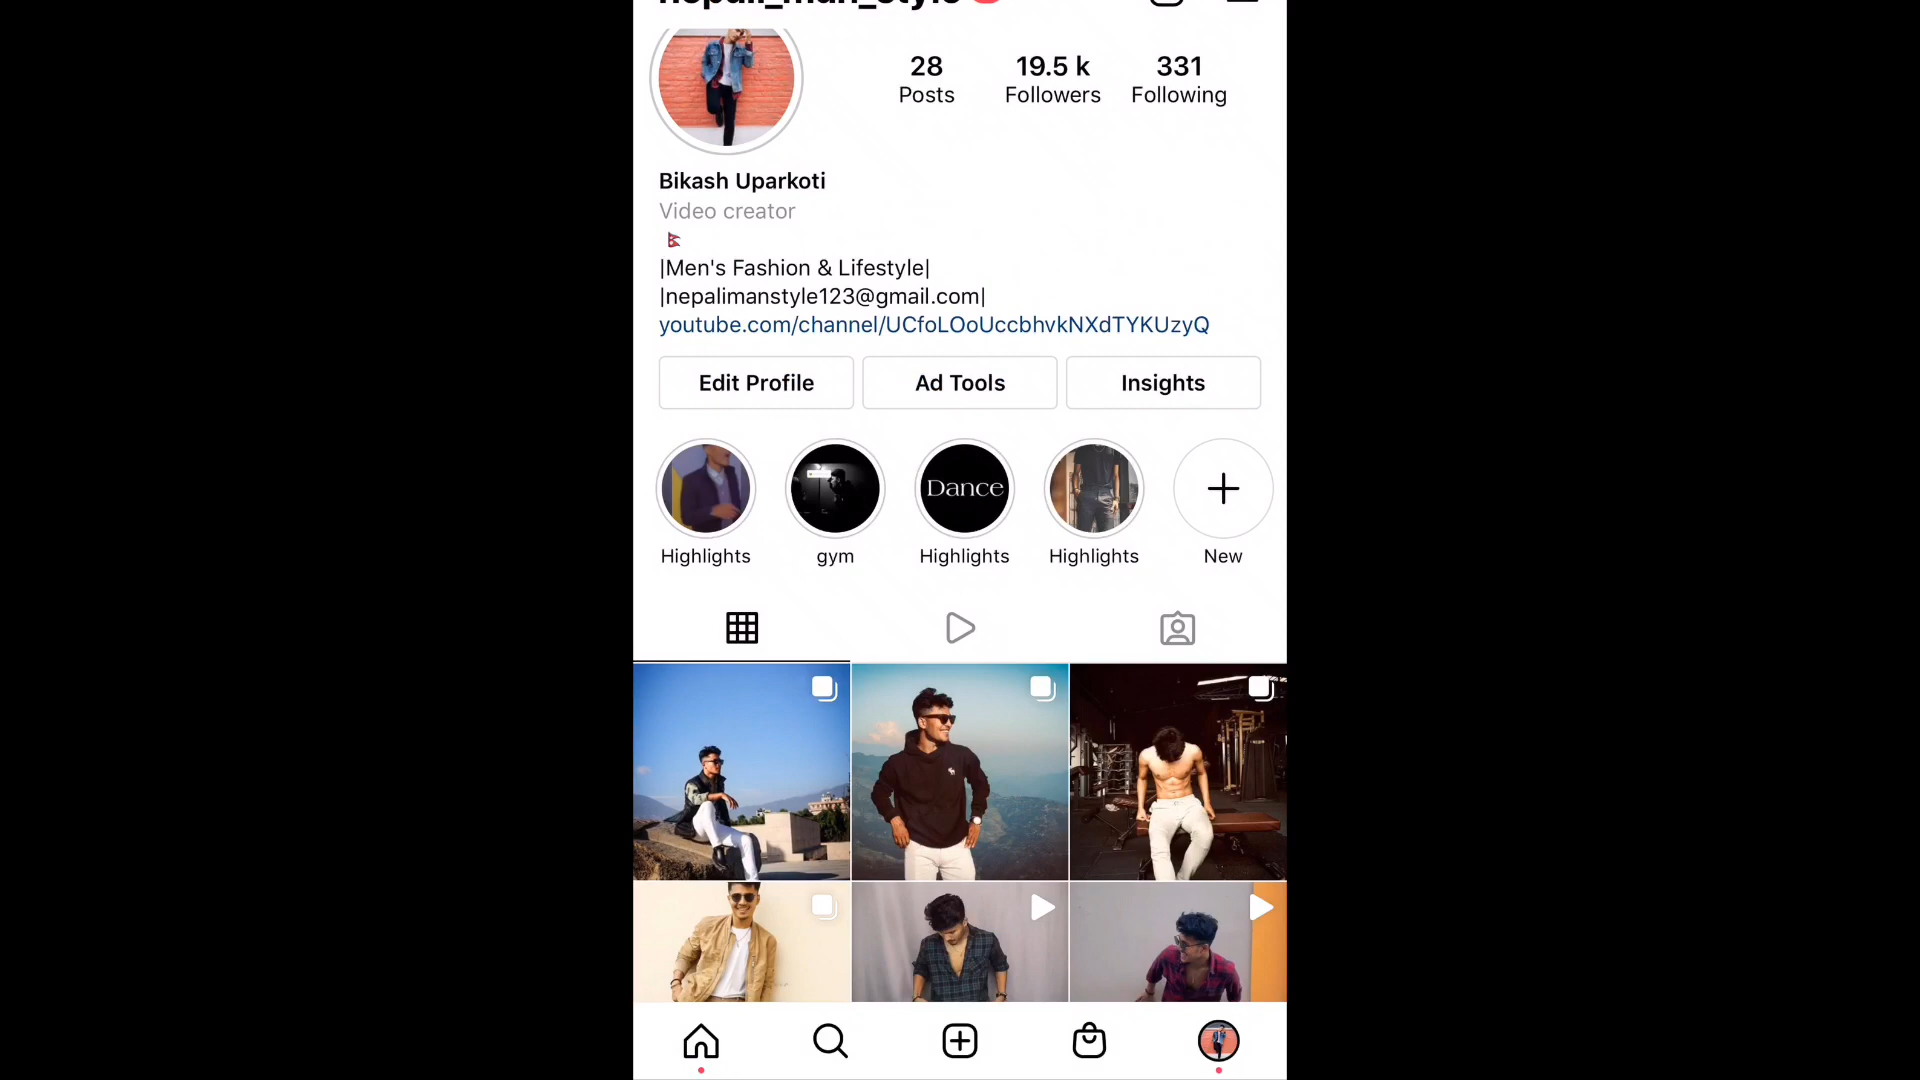 nepali_man_style
28
19.5 k
331
Posts
Followers
Following
Bikash Uparkoti
Video creator
|Men's Fashion & Lifestyle|
|nepalimanstyle123@gmail.com|
youtube.com/channel/UCfoLOoUccbhvkNXdTYKUzyQ
Edit Profile
Ad Tools
Insights
Dance
Highlights
gym
Highlights
Highlights
New